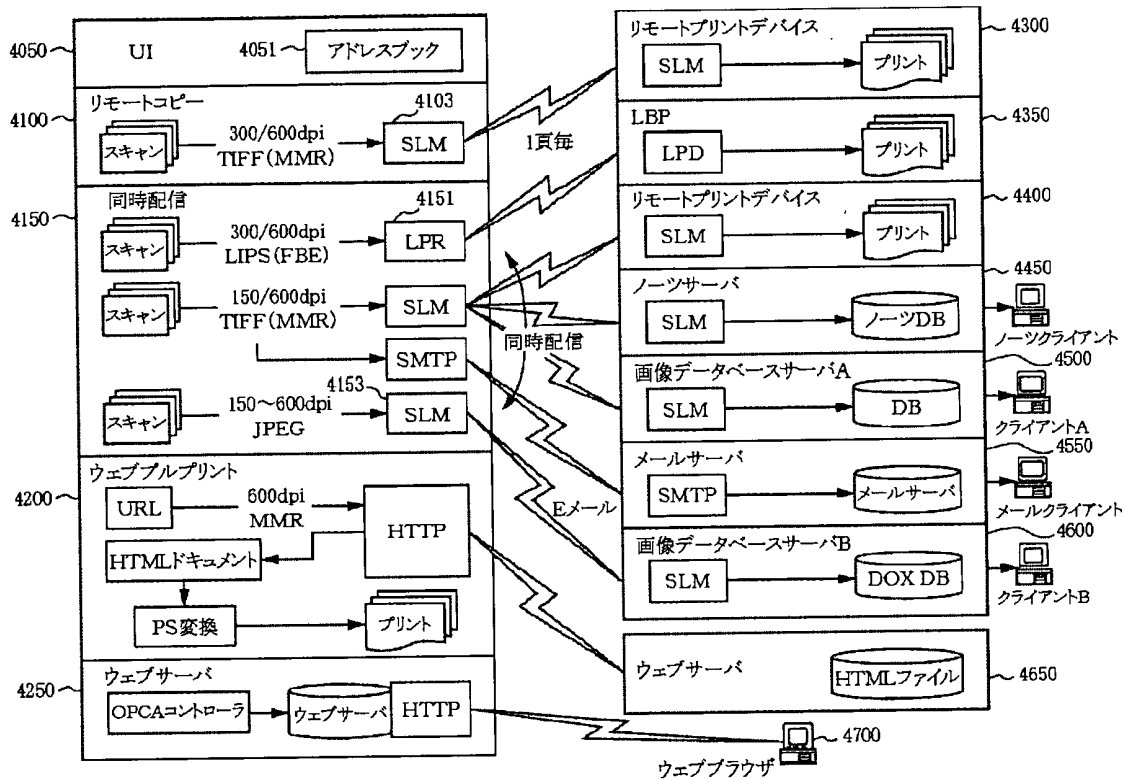 4050
UI
4051
アドレスブック
リモートコピー
4100
スキャン
300/600dpi
TIFF(MMR)
4103
SLM
1頁毎
同時配信
4150
スキャン
300/600dpi
LIPS(FBE)
4151
LPR
スキャン
150/600dpi
TIFF(MMR)
SLM
同時配信
SMTP
スキャン
150〜600dpi
JPEG
4153
SLM
Eメール
ウェブプルプリント
4200
URL
600dpi
MMR
HTTP
HTMLドキュメント
PS変換
プリント
ウェブサーバ
4250
OPCAコントローラ
ウェブサーバ
HTTP
リモートプリントデバイス
4300
SLM
プリント
LBP
4350
LPD
プリント
リモートプリントデバイス
4400
SLM
プリント
ノーツサーバ
4450
SLM
ノーツDB
ノーツクライアント
画像データベースサーバA
4500
SLM
DB
クライアントA
メールサーバ
4550
SMTP
メールサーバ
メールクライアント
画像データベースサーバB
4600
SLM
DOX DB
クライアントB
ウェブサーバ
HTMLファイル
4650
4700
ウェブブラウザ